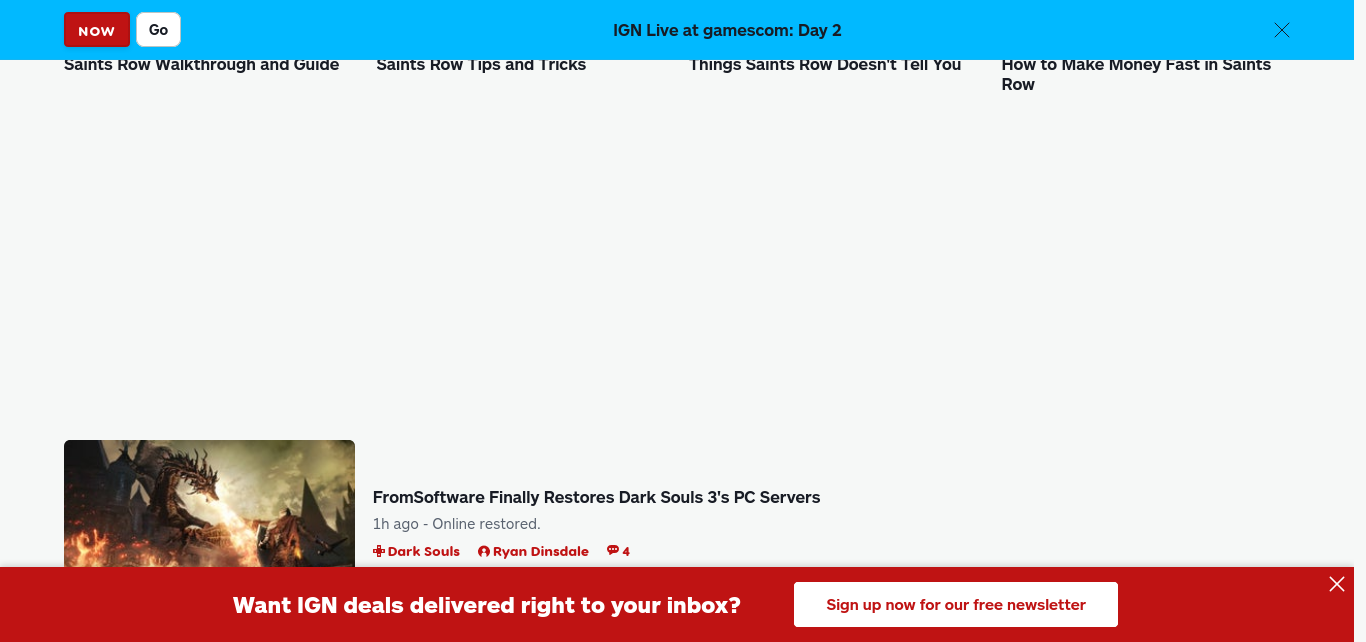 NOW
Go
IGN Live at gamescom: Day 2
Saints Row Walkthrough and Guide
Saints Row Tips and Tricks
Things Saints Row Doesn't Tell You
How to Make Money Fast in Saints
Row
FromSoftware Finally Restores Dark Souls 3's PC Servers
1h ago - Online restored.
Dark Souls
Ryan Dinsdale
4
Want IGN deals delivered right to your inbox?
Sign up now for our free newsletter